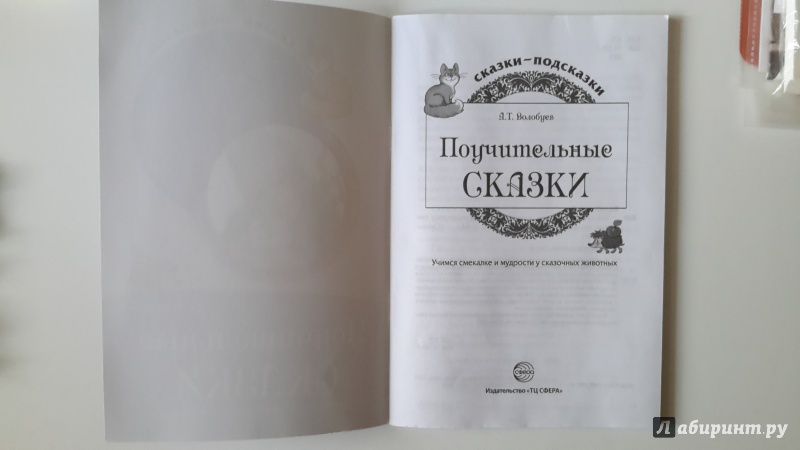 сказки-подсказки
А.Т. Волобуев
Поучительные
СКАЗКИ
Учимся смекалке и мудрости у сказочных животных
СФЕРА
Издательство «ТЦ СФЕРА»
Лабиринт.ру